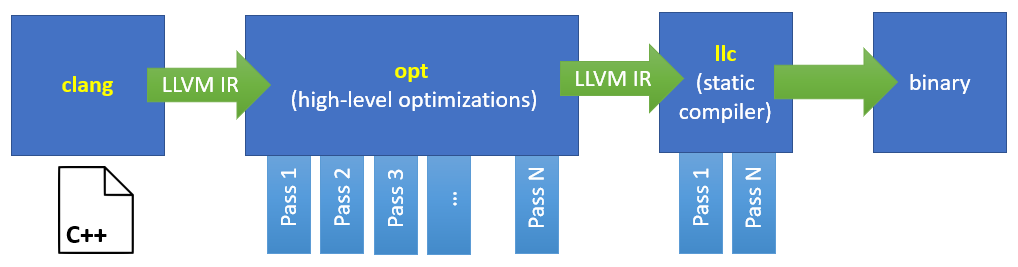 clang
LLVM IR
opt
(high-level optimizations)
LLVM IR
llc
(static
compiler)
binary
C++
Pass 1
Pass 2
Pass 3
...
Pass N
Pass 1
Pass N